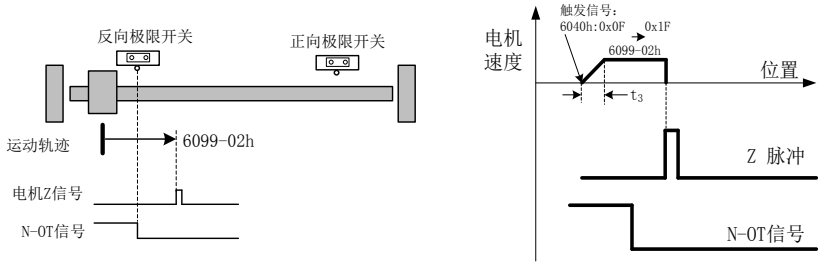 反向极限开关
正向极限开关
运动轨迹
6099-02h
电机Z信号
N-OT信号
触发信号:
6040h:0x0F → 0x1F
电机
速度
6099-02h
位置
t₃
Z 脉冲
N-OT信号